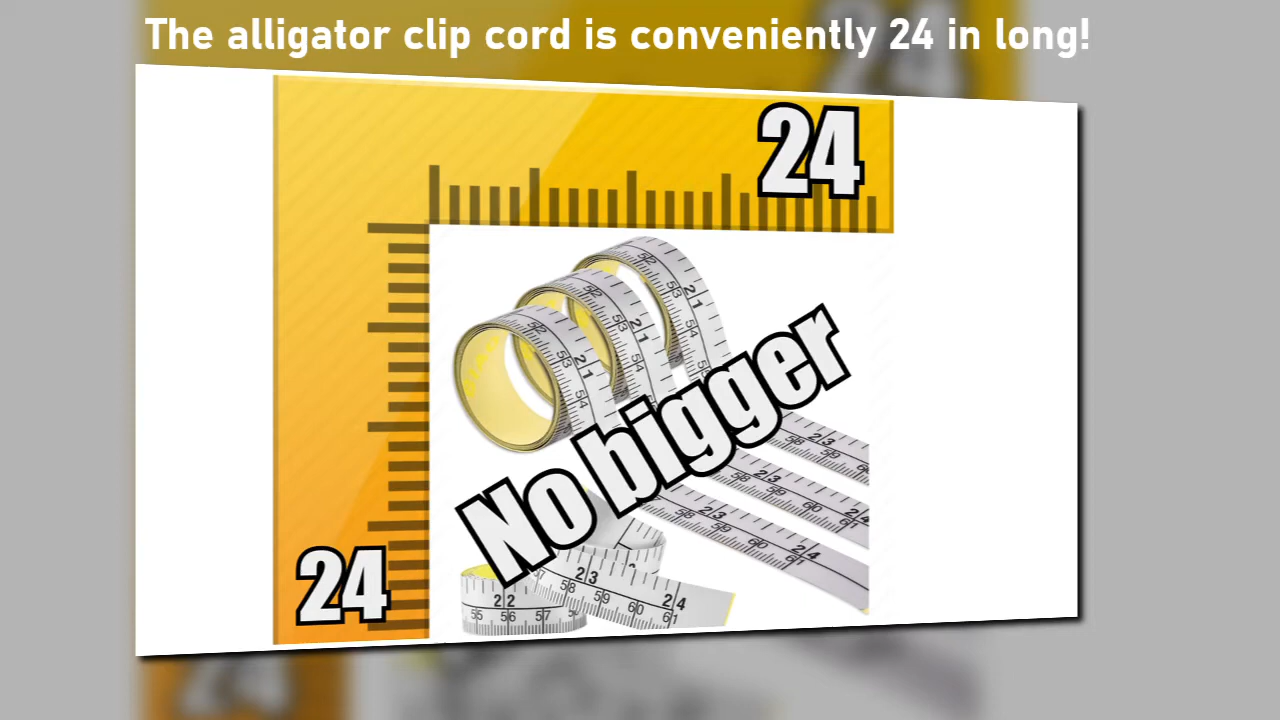 The alligator clip cord is conveniently 24 in long!
24
No bigger
24